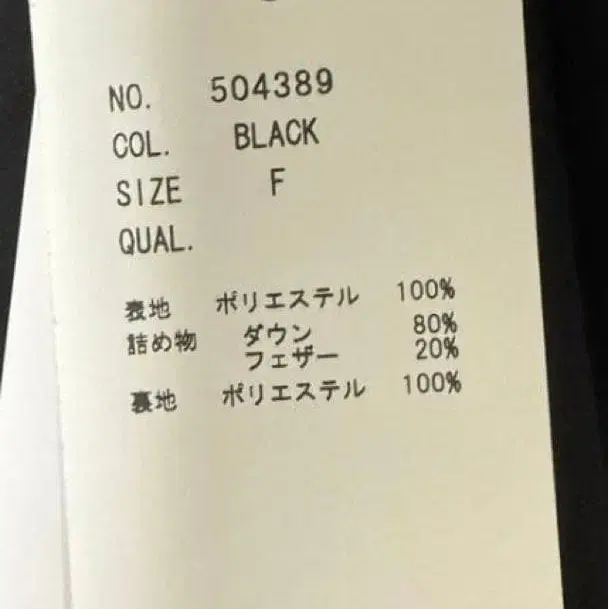 NO. 504389
COL. BLACK
SIZE F
QUAL.
表地 ポリエステル 100%
詰め物 ダウン 80%
フェザー 20%
裏地 ポリエステル 100%